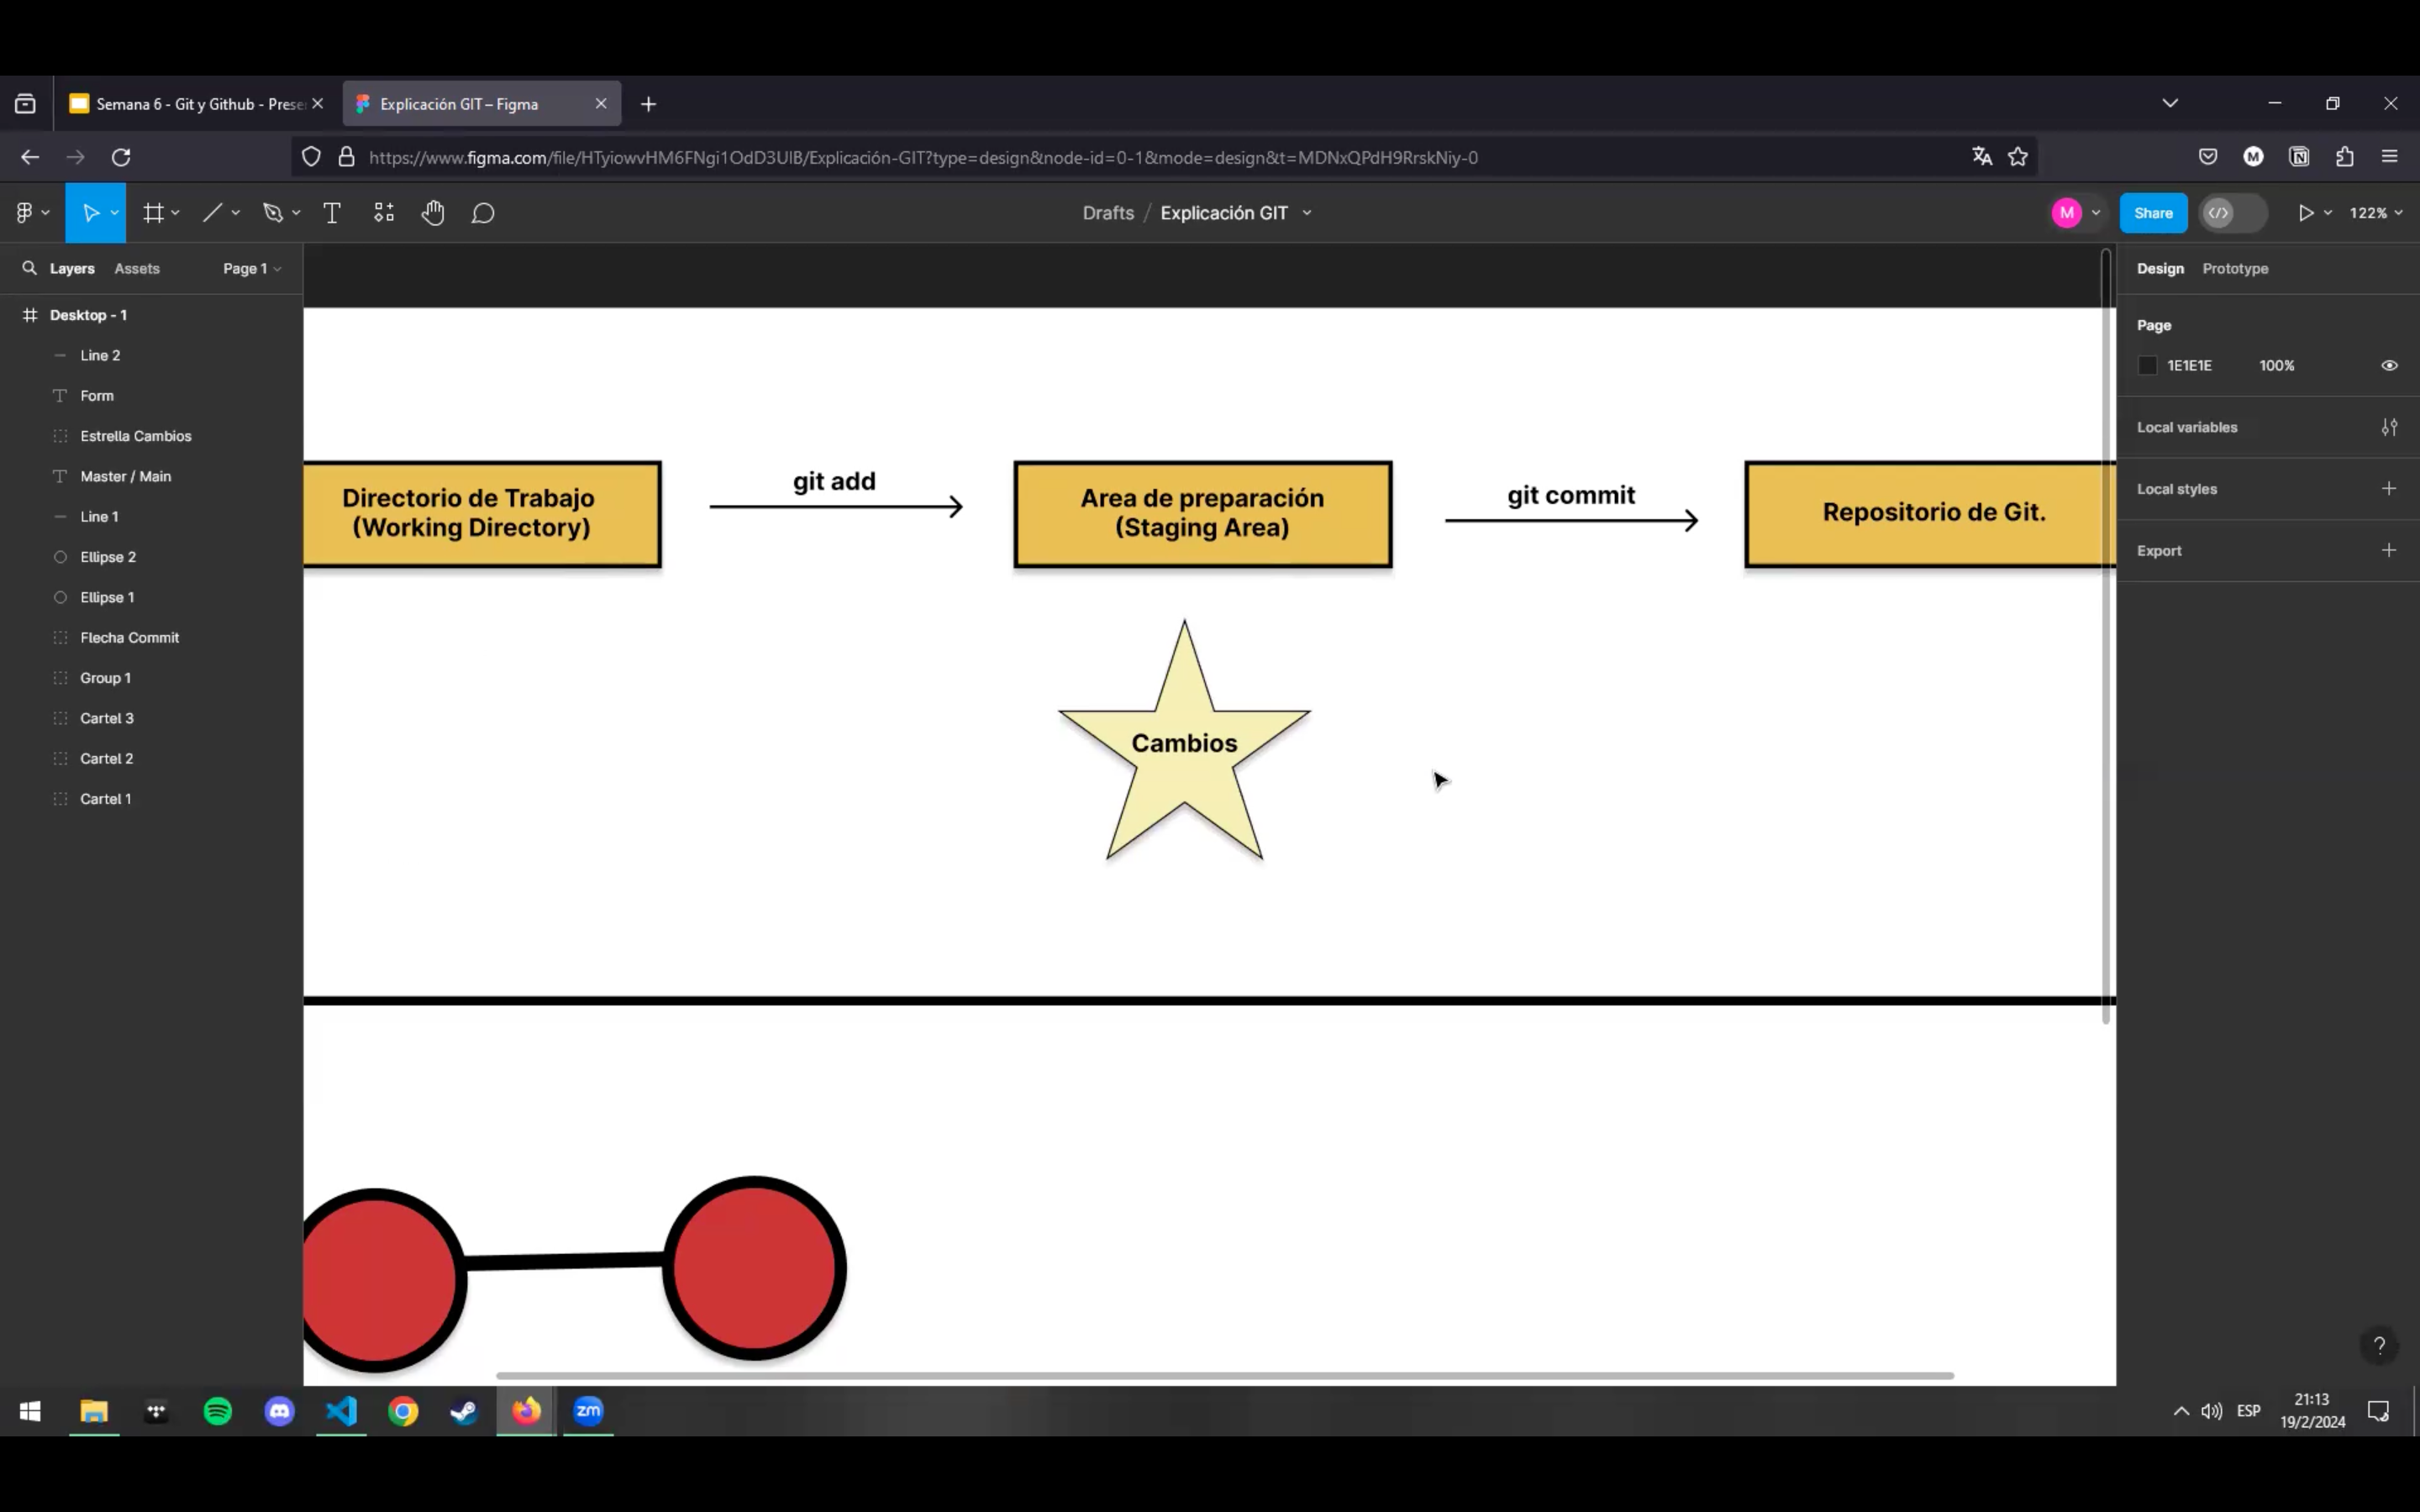 Semana 6 - Git y Github - Prese
Explicación GIT – Figma
https://www.figma.com/file/HTyiowvHM6FNgi1OdD3UIB/Explicación-GIT?type=design&node-id=0-1&mode=design&t=MDNxQPdH9RrskNiy-0
M
Drafts / Explicación GIT
M
Share
122%
Layers
Assets
Page 1
Design
Prototype
Desktop - 1
Line 2
Form
Estrella Cambios
Master / Main
Line 1
Ellipse 2
Ellipse 1
Flecha Commit
Group 1
Cartel 3
Cartel 2
Cartel 1
Directorio de Trabajo
(Working Directory)
git add
Area de preparación
(Staging Area)
git commit
Repositorio de Git.
Cambios
Page
1E1E1E
100%
Local variables
Local styles
Export
?
zm
ESP
21:13
19/2/2024